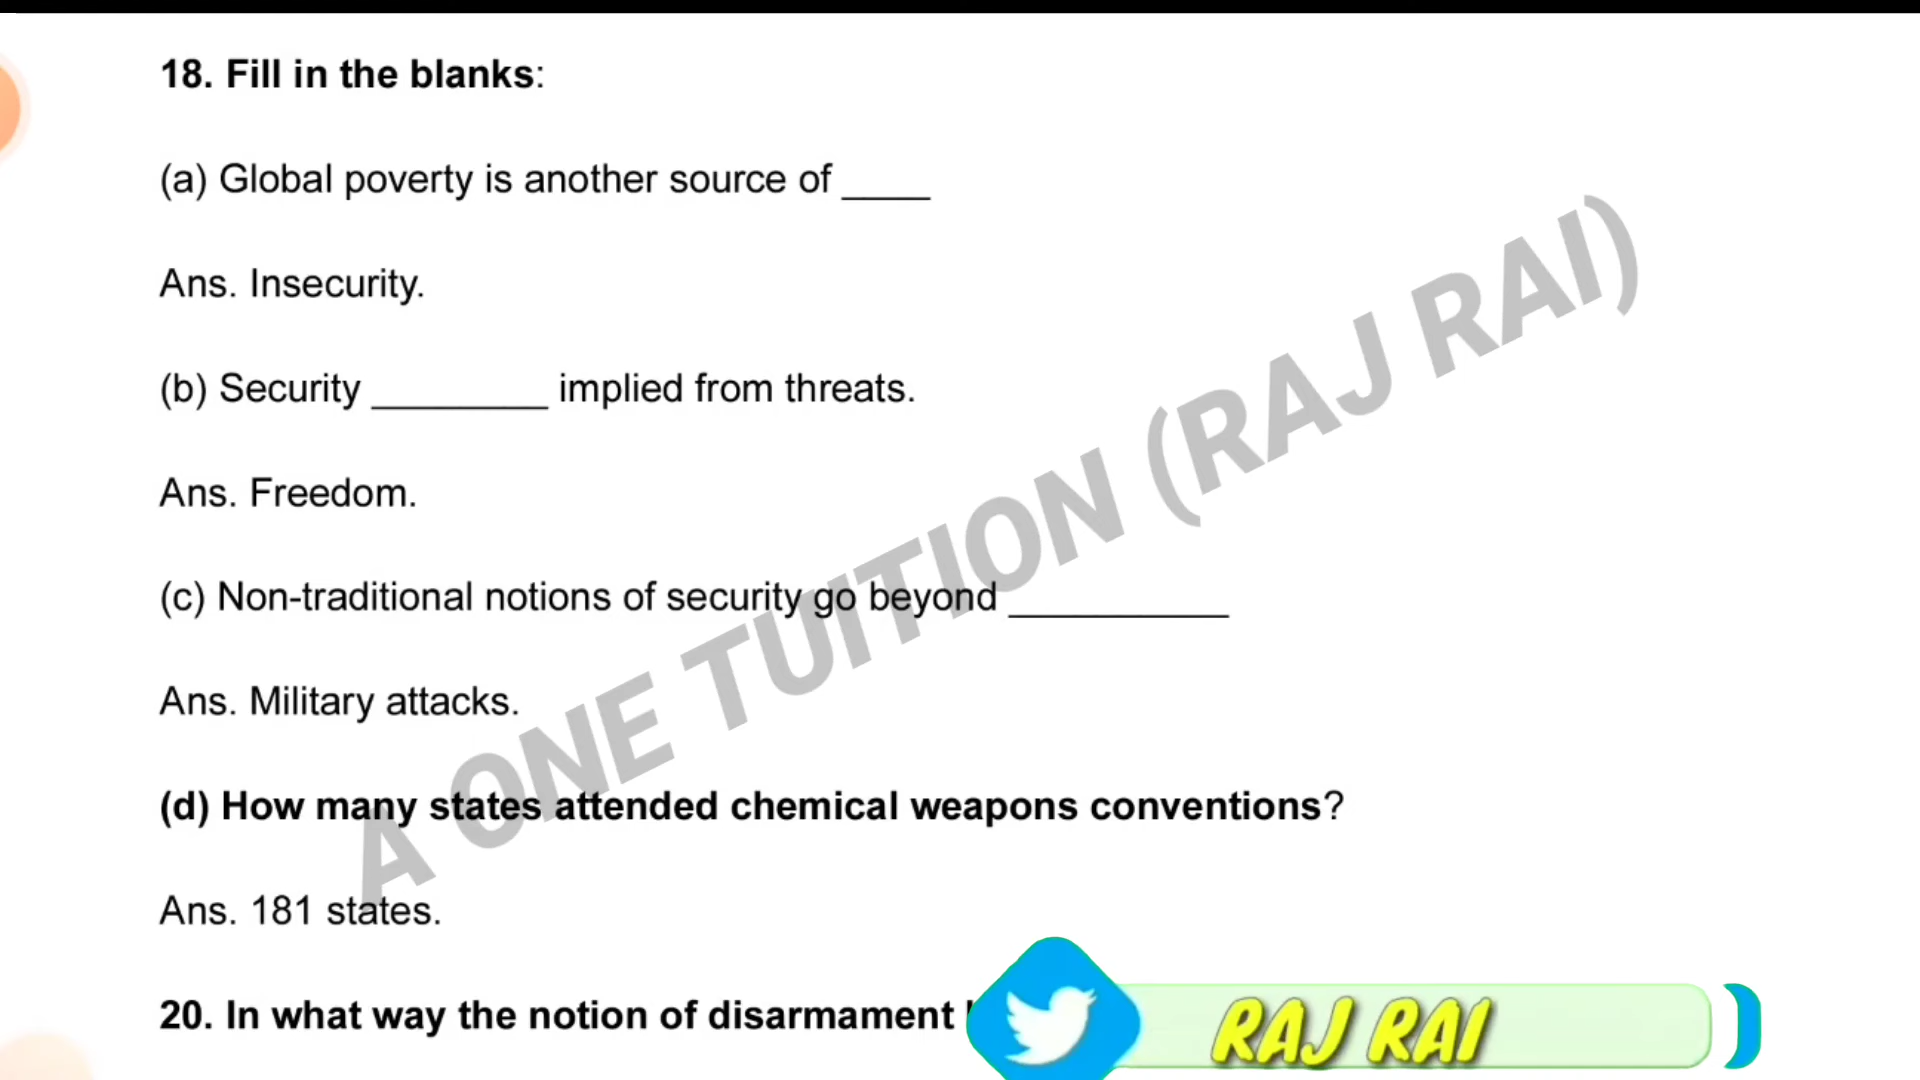 18. Fill in the blanks:
(a) Global poverty is another source of ____
Ans. Insecurity.
(b) Security ________ implied from threats.
Ans. Freedom.
(c) Non-traditional notions of security go beyond __________
Ans. Military attacks.
(d) How many states attended chemical weapons conventions?
Ans. 181 states.
20. In what way the notion of disarmament
A ONE TUITION (RAJ RAI)
RAJ RAI